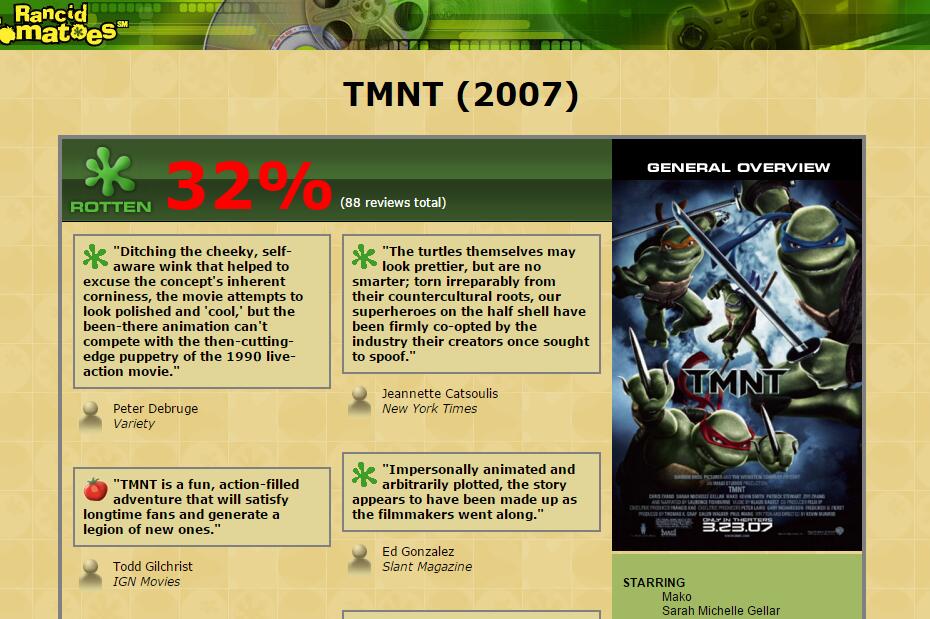 Rancid
omatoes SM
TMNT (2007)
ROTTEN
32%
(88 reviews total)
"Ditching the cheeky, self-
aware wink that helped to
excuse the concept's inherent
corniness, the movie attempts to
look polished and 'cool,' but the
been-there animation can't
compete with the then-cutting-
edge puppetry of the 1990 live-
action movie."
Peter Debruge
Variety
"TMNT is a fun, action-filled
adventure that will satisfy
longtime fans and generate a
legion of new ones."
Todd Gilchrist
IGN Movies
"The turtles themselves may
look prettier, but are no
smarter; torn irreparably from
their countercultural roots, our
superheroes on the half shell have
been firmly co-opted by the
industry their creators once sought
to spoof."
Jeannette Catsoulis
New York Times
"Impersonally animated and
arbitrarily plotted, the story
appears to have been made up as
the filmmakers went along."
Ed Gonzalez
Slant Magazine
GENERAL OVERVIEW
TMNT
TMNT
ONLY IN THEATERS
3.23.07
STARRING
Mako
Sarah Michelle Gellar